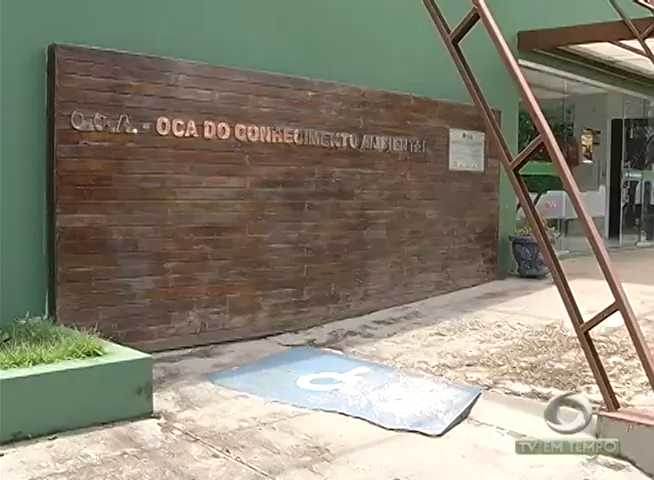 O.C.A. - OCA DO CONHECIMENTO AMBIENTAL
TV EM TEMPO